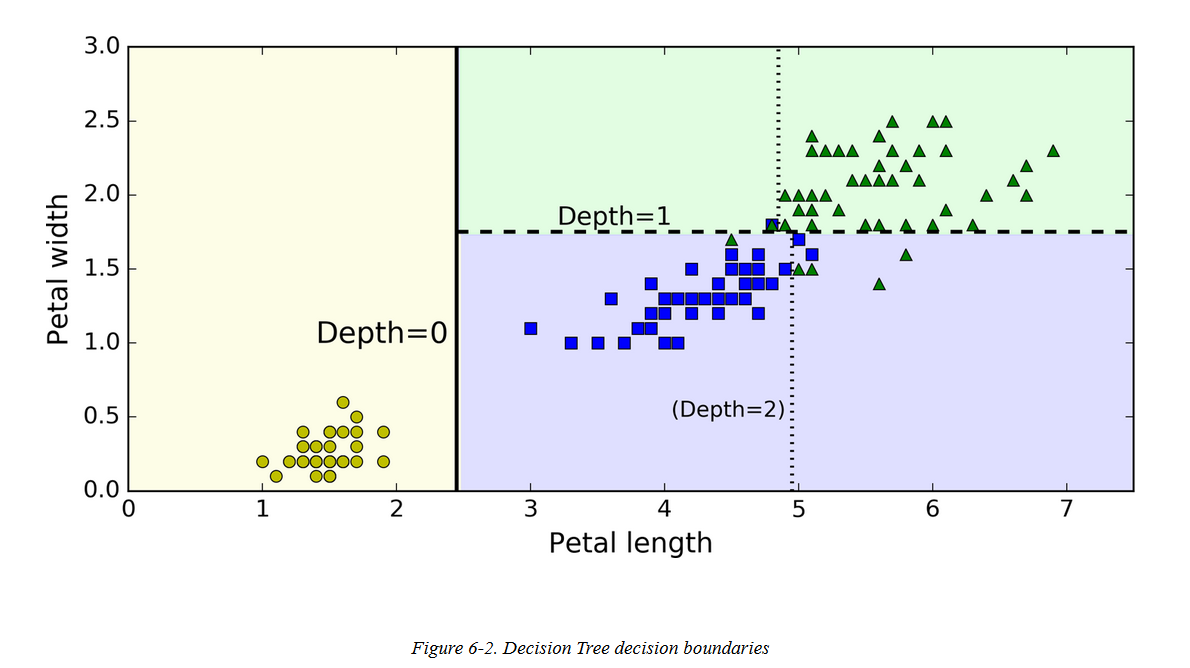 3.0
2.5
2.0
1.5
1.0
0.5
0.0
Petal width
Depth=1
Depth=0
(Depth=2)
0 1 2 3 4 5 6 7
Petal length
Figure 6-2. Decision Tree decision boundaries